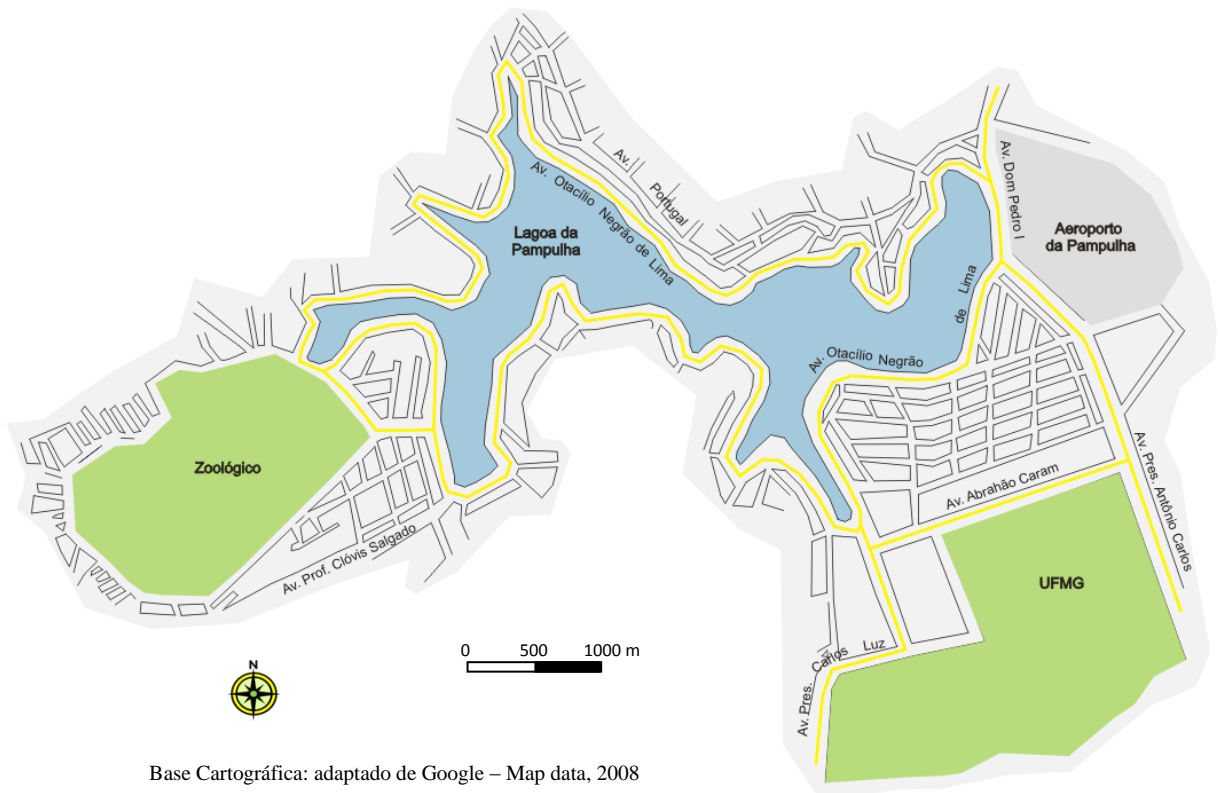 Av.
Portugal
Av. Otacílio Negrão de Lima
Av. Dom Pedro I
Lagoa da
Pampulha
Aeroporto
da Pampulha
de Lima
Av. Otacílio Negrão
Zoológico
Av. Abrahão Caram
Av. Pres. Antônio Carlos
Av. Prof. Clóvis Salgado
UFMG
Av. Pres. Carlos Luz
0 500 1000 m
N
Base Cartográfica: adaptado de Google – Map data, 2008